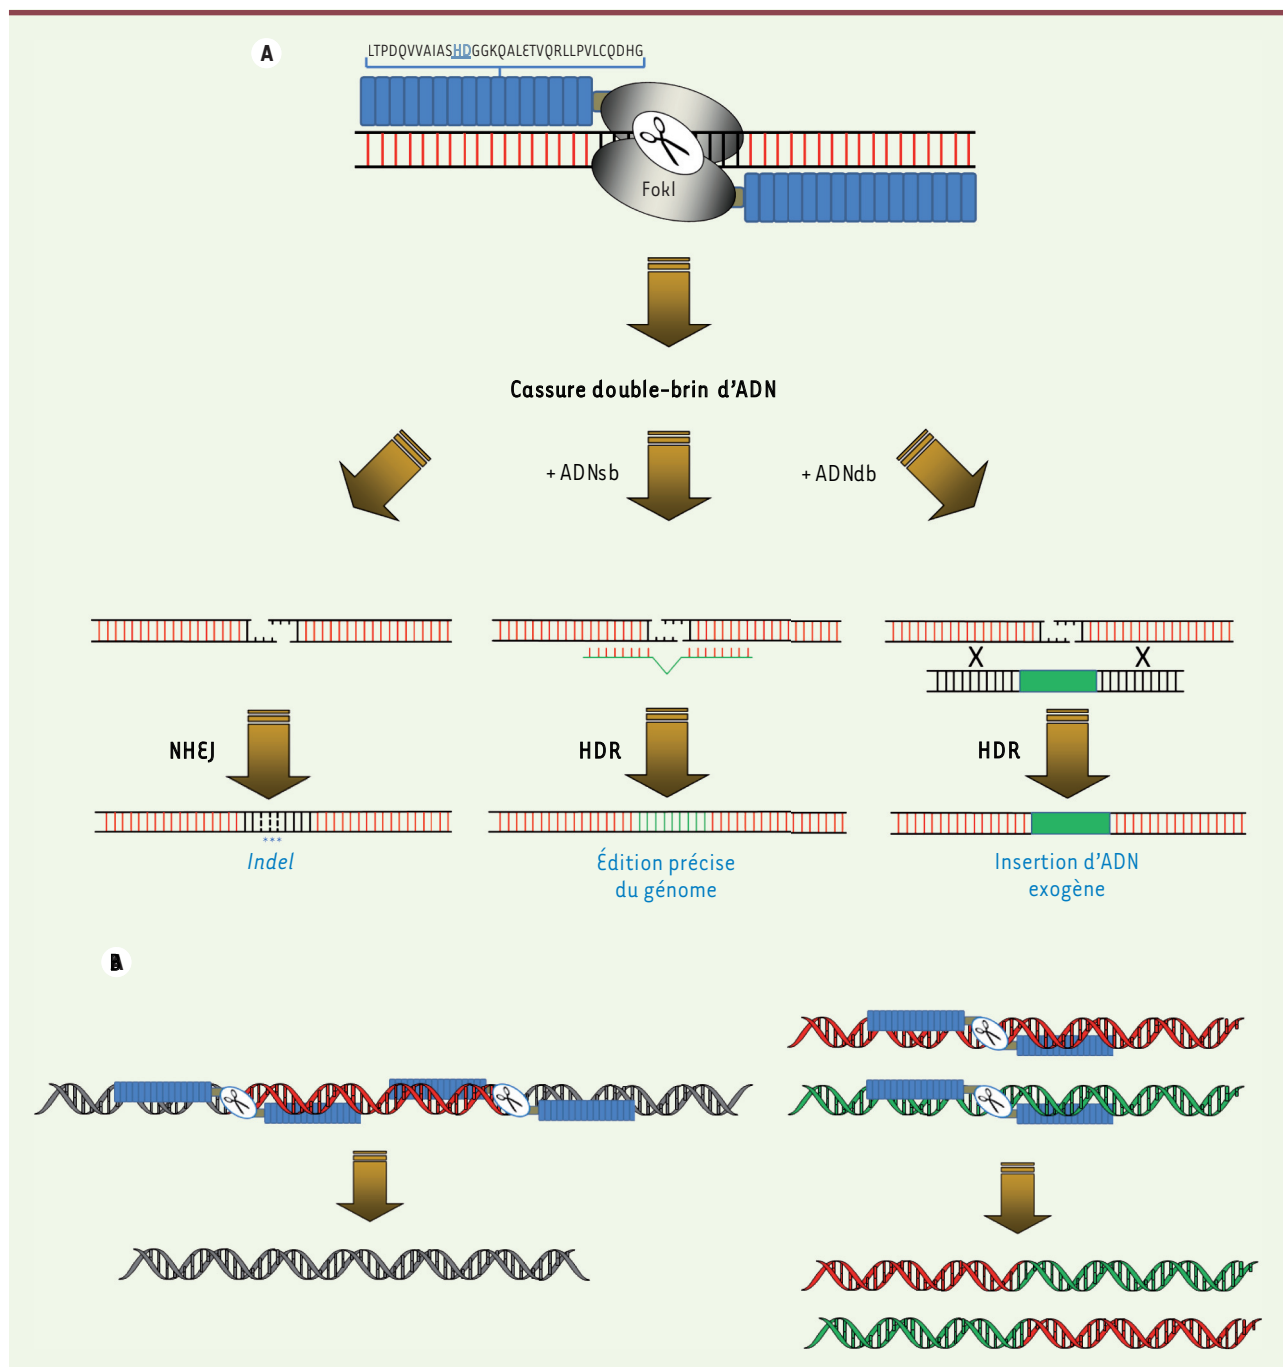 A
LTPDQVVAIASHDGGKQALETVQRLLPVLCQDHG
FokI
Cassure double-brin d’ADN
+ ADNsb
+ ADNdb
X X
NHEJ
HDR
HDR
***
Indel
Édition précise
du génome
Insertion d’ADN
exogène